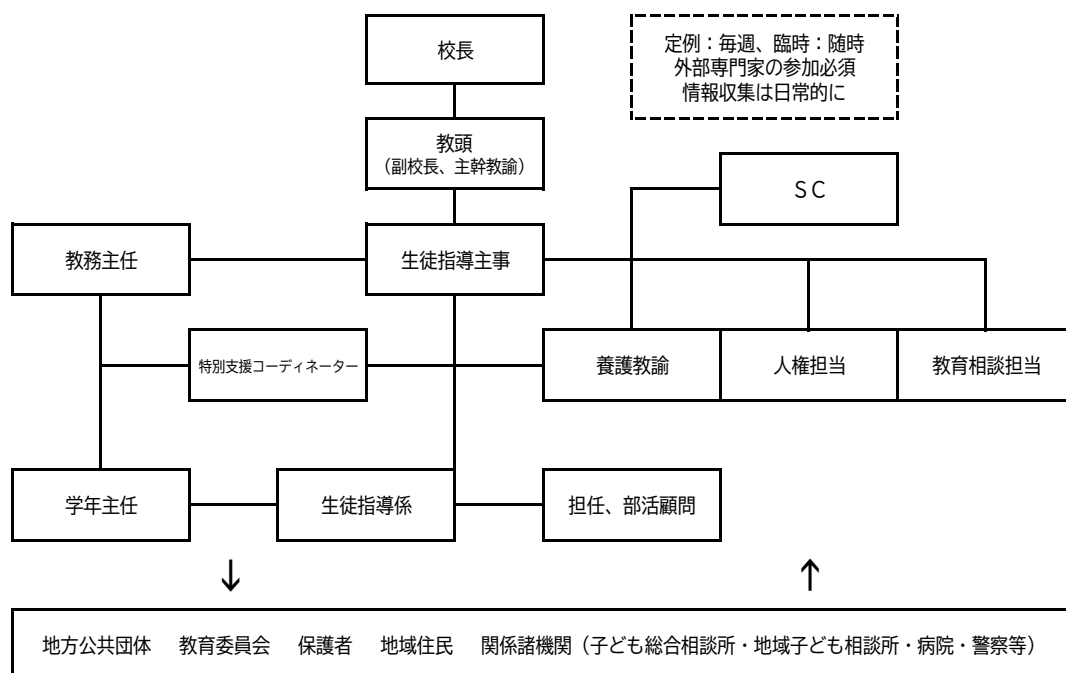 校長
定例：毎週、臨時：随時
外部専門家の参加必須
情報収集は日常的に
教頭
（副校長、主幹教諭）
ＳＣ
教務主任
生徒指導主事
特別支援コーディネーター
養護教諭
人権担当
教育相談担当
学年主任
生徒指導係
担任、部活顧問
↓
↑
地方公共団体　教育委員会　保護者　地域住民　関係諸機関（子ども総合相談所・地域子ども相談所・病院・警察等）